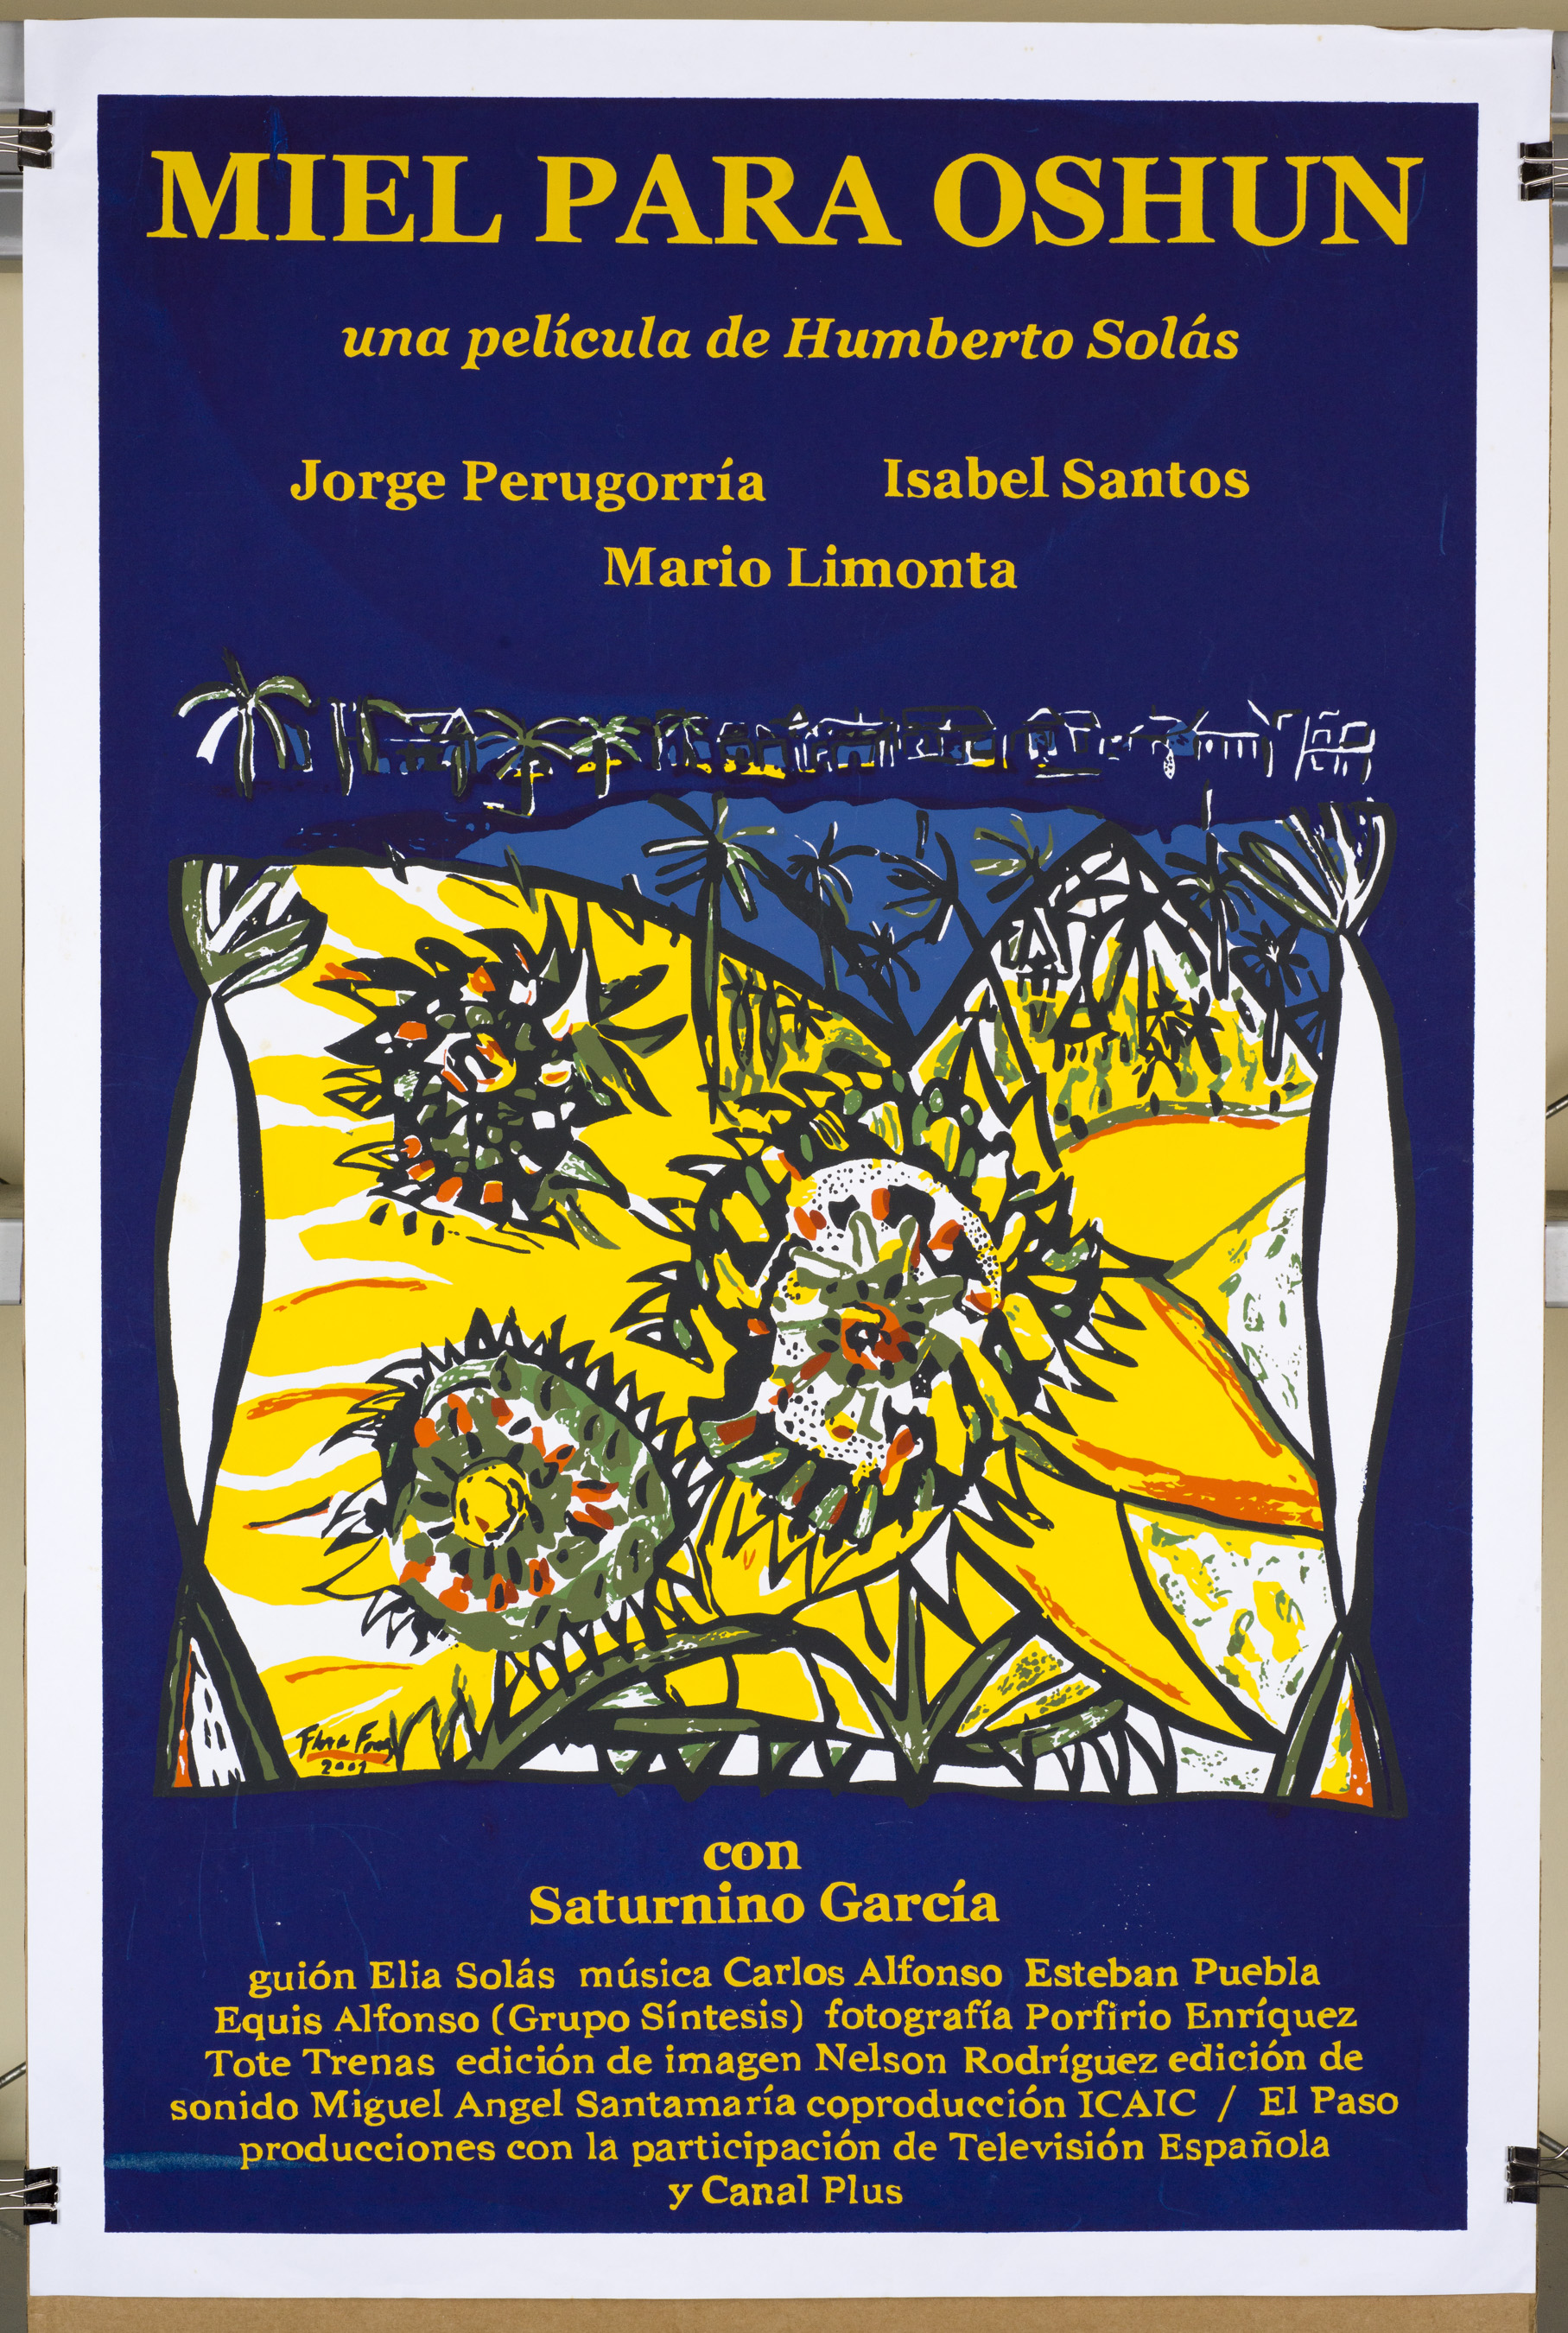 MIEL PARA OSHUN
una película de Humberto Solás
Jorge Perugorría Isabel Santos
Mario Limonta
Flora Fong
2001
con
Saturnino García
guión Elia Solás música Carlos Alfonso Esteban Puebla
Equis Alfonso (Grupo Síntesis) fotografía Porfirio Enríquez
Tote Trenas edición de imagen Nelson Rodríguez edición de
sonido Miguel Angel Santamaría coproducción ICAIC / El Paso
producciones con la participación de Televisión Española
y Canal Plus